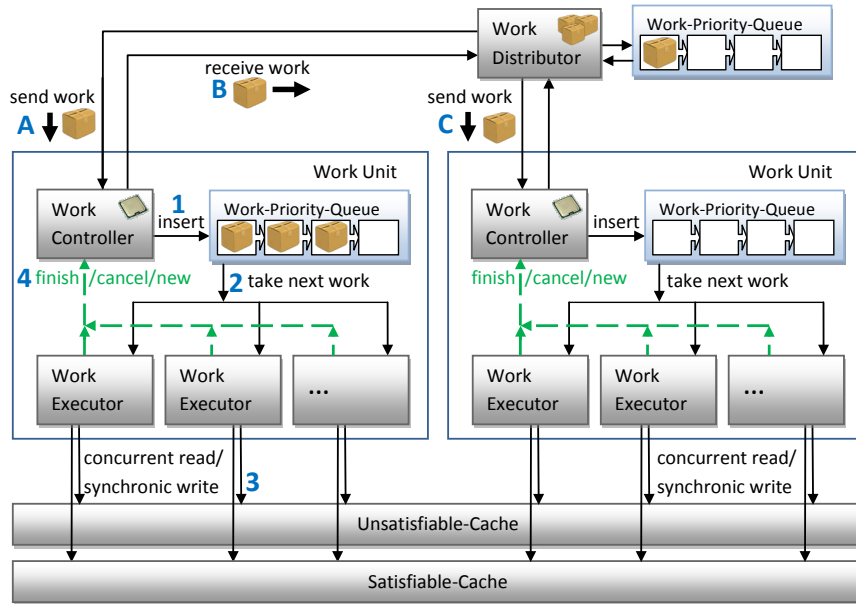 Work
Distributor
Work-Priority-Queue
receive work
B
send work
A
send work
C
Work Unit
Work
Controller
1
insert
Work-Priority-Queue
4 finish /cancel/new
2 take next work
Work
Executor
Work
Executor
...
concurrent read/
synchronic write
3
Work Unit
Work
Controller
insert
Work-Priority-Queue
finish /cancel/new
take next work
Work
Executor
Work
Executor
...
concurrent read/
synchronic write
Unsatisfiable-Cache
Satisfiable-Cache